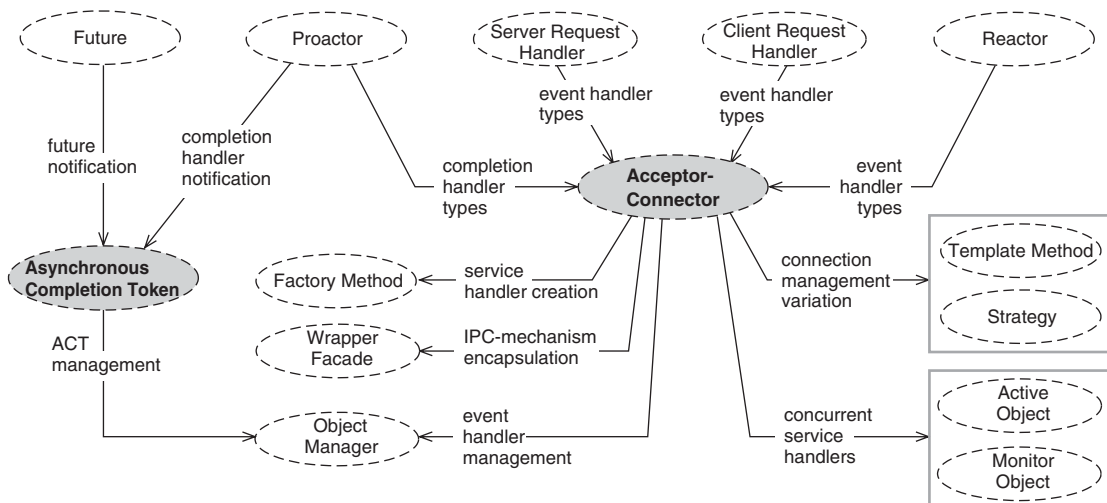 Future
Proactor
Server Request
Handler
Client Request
Handler
Reactor
future
notification
completion
handler
notification
completion
handler
types
event handler
types
event handler
types
event
handler
types
Acceptor-
Connector
Asynchronous
Completion Token
Factory Method
service
handler creation
connection
management
variation
Template Method
Strategy
ACT
management
Wrapper
Facade
IPC-mechanism
encapsulation
Object
Manager
event
handler
management
concurrent
service
handlers
Active
Object
Monitor
Object